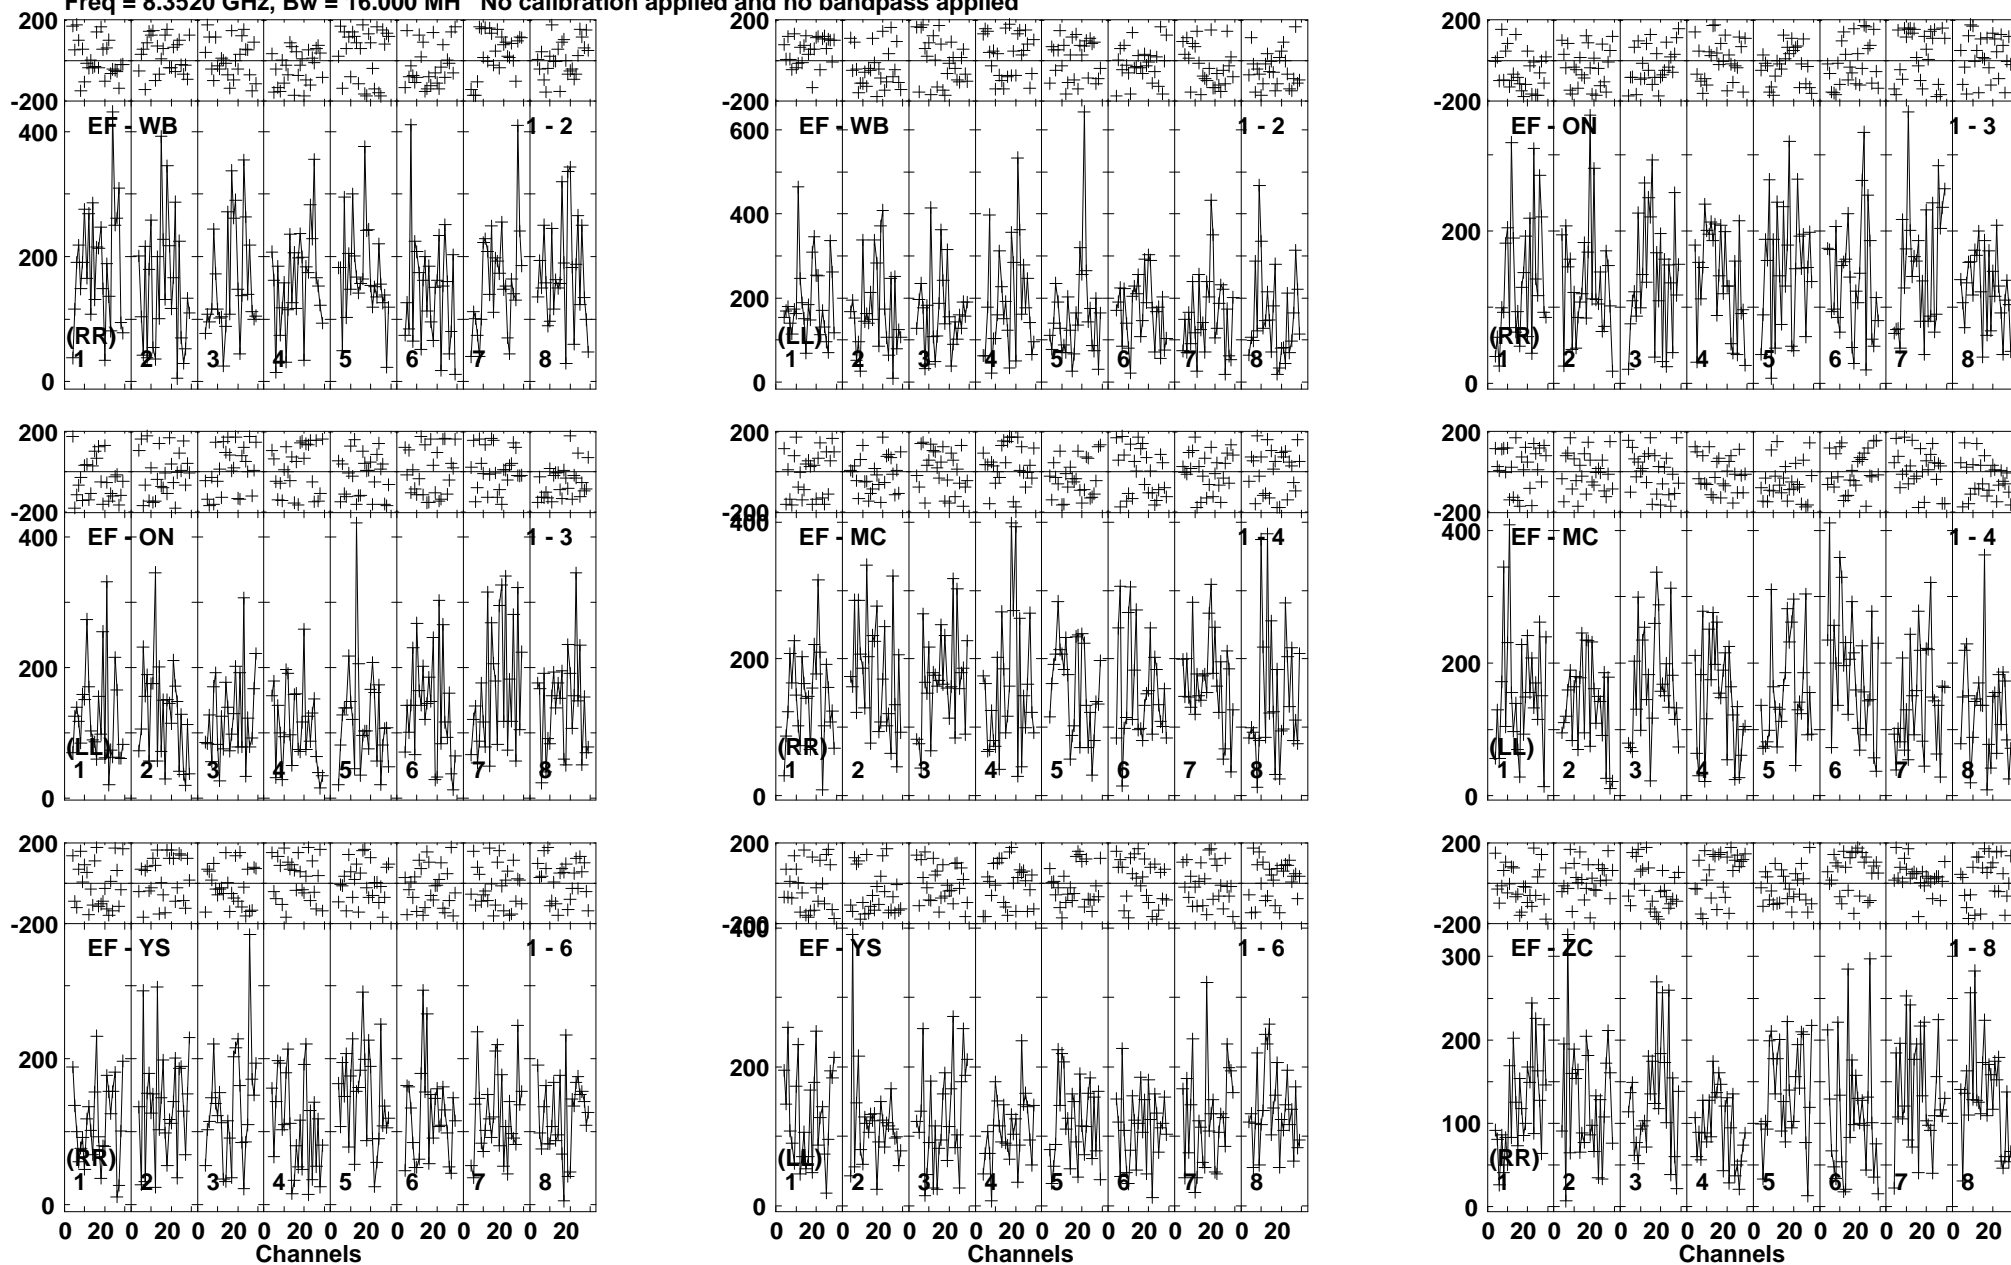 Freq = 8.3520 GHz, Bw = 16.000 MH No calibration applied and no bandpass applied
200 200 200
-200 -200 -200
EF - WB 1 - 2 EF - WB 1 - 2 EF - ON 1 - 3
400 600
400
200 200 200
(RR) (LL) (RR)
1 2 3 4 5 6 7 8 1 2 3 4 5 6 7 8 1 2 3 4 5 6 7 8
0 0 0
200 200 200
-200 -200 -200
400 400 400
EF - ON 1 - 3 EF - MC 1 - 4 EF - MC 1 - 4
200 200 200
(LL) (RR) (LL)
1 2 3 4 5 6 7 8 1 2 3 4 5 6 7 8 1 2 3 4 5 6 7 8
0 0 0
200 200 200
-200 -200 -200
400
EF - YS 1 - 6 EF - YS 1 - 6 EF - ZC 1 - 8
300
200 200 200
100
(RR) (LL) (RR)
1 2 3 4 5 6 7 8 1 2 3 4 5 6 7 8 1 2 3 4 5 6 7 8
0 0 0
0 20 0 20 0 20 0 20 0 20 0 20 0 20 0 20 0 20 0 20 0 20 0 20 0 20 0 20 0 20 0 20 0 20 0 20 0 20 0 20 0 20 0 20 0 20 0 20
Channels Channels Channels